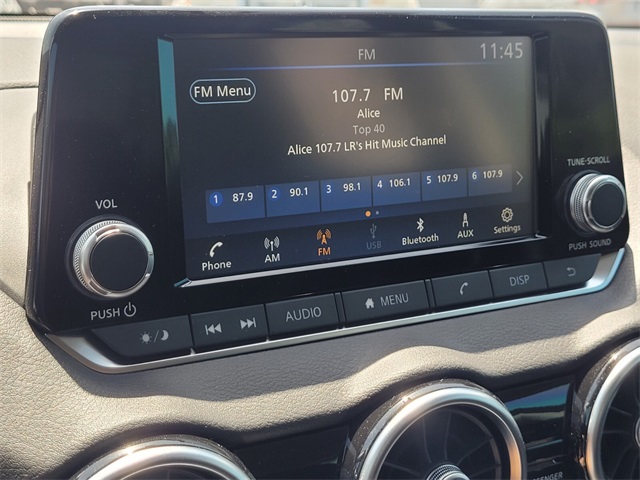 FM
11:45
FM Menu
107.7 FM
Alice
Top 40
Alice 107.7 LR's Hit Music Channel
1 87.9 2 90.1 3 98.1 4 106.1 5 107.9 6 107.9
Phone AM FM USB Bluetooth AUX Settings
VOL
PUSH
TUNE·SCROLL
PUSH SOUND
AUDIO MENU DISP